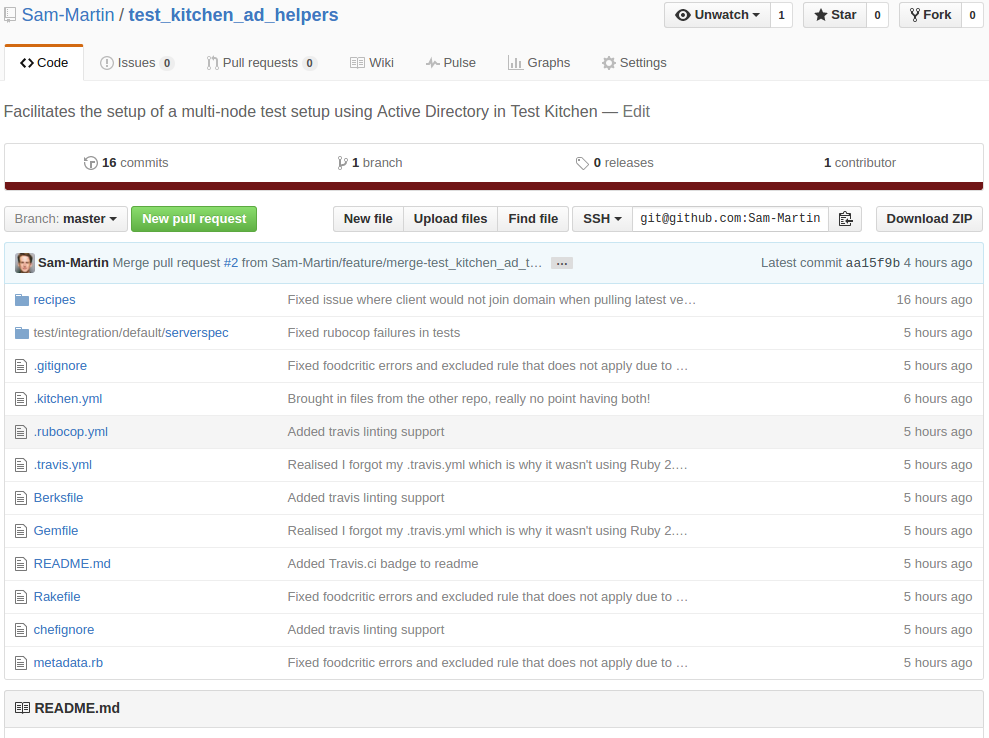 Sam-Martin / test_kitchen_ad_helpers Unwatch 1 Star 0 Fork 0
Code Issues 0 Pull requests 0 Wiki Pulse Graphs Settings
Facilitates the setup of a multi-node test setup using Active Directory in Test Kitchen — Edit
16 commits 1 branch 0 releases 1 contributor
Branch: master New pull request New file Upload files Find file SSH git@github.com:Sam-Martin Download ZIP
Sam-Martin Merge pull request #2 from Sam-Martin/feature/merge-test_kitchen_ad_t… … Latest commit aa15f9b 4 hours ago
recipes Fixed issue where client would not join domain when pulling latest ve… 16 hours ago
test/integration/default/serverspec Fixed rubocop failures in tests 5 hours ago
.gitignore Fixed foodcritic errors and excluded rule that does not apply due to … 5 hours ago
.kitchen.yml Brought in files from the other repo, really no point having both! 6 hours ago
.rubocop.yml Added travis linting support 5 hours ago
.travis.yml Realised I forgot my .travis.yml which is why it wasn't using Ruby 2.… 5 hours ago
Berksfile Added travis linting support 5 hours ago
Gemfile Realised I forgot my .travis.yml which is why it wasn't using Ruby 2.… 5 hours ago
README.md Added Travis.ci badge to readme 5 hours ago
Rakefile Fixed foodcritic errors and excluded rule that does not apply due to … 5 hours ago
chefignore Added travis linting support 5 hours ago
metadata.rb Fixed foodcritic errors and excluded rule that does not apply due to … 5 hours ago
README.md